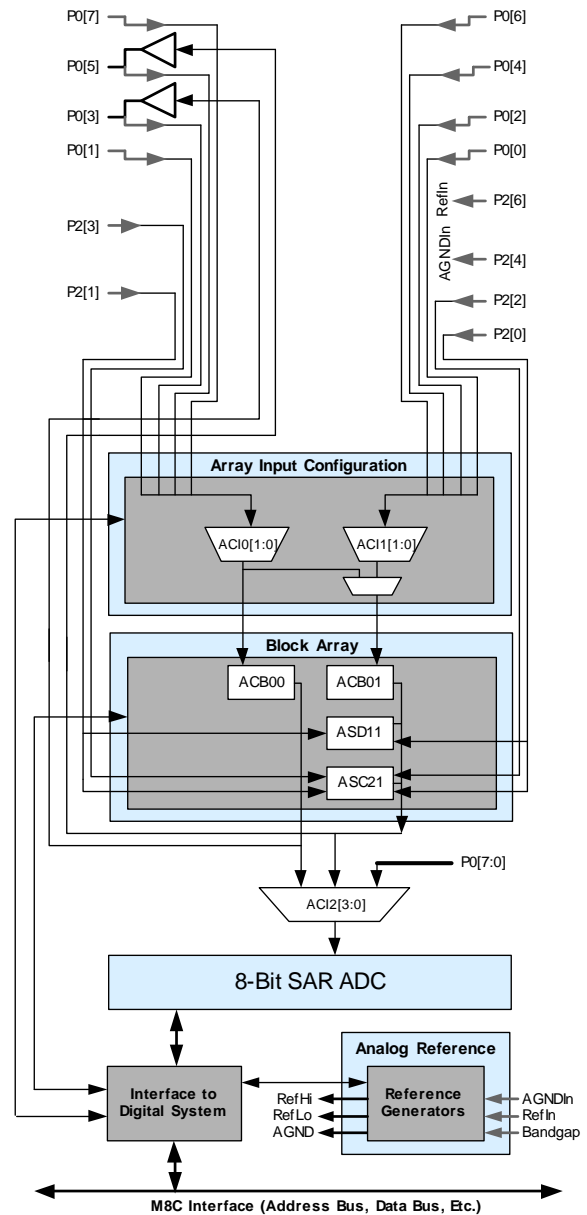 P0[7]
P0[6]
P0[5]
P0[4]
P0[3]
P0[2]
P0[1]
P0[0]
RefIn
P2[6]
P2[3]
AGNDIn
P2[4]
P2[1]
P2[2]
P2[0]
Array Input Configuration
ACI0[1:0]
ACI1[1:0]
Block Array
ACB00
ACB01
ASD11
ASC21
P0[7:0]
ACI2[3:0]
8-Bit SAR ADC
Analog Reference
Interface to
Digital System
RefHi
RefLo
AGND
Reference
Generators
AGNDIn
RefIn
Bandgap
M8C Interface (Address Bus, Data Bus, Etc.)